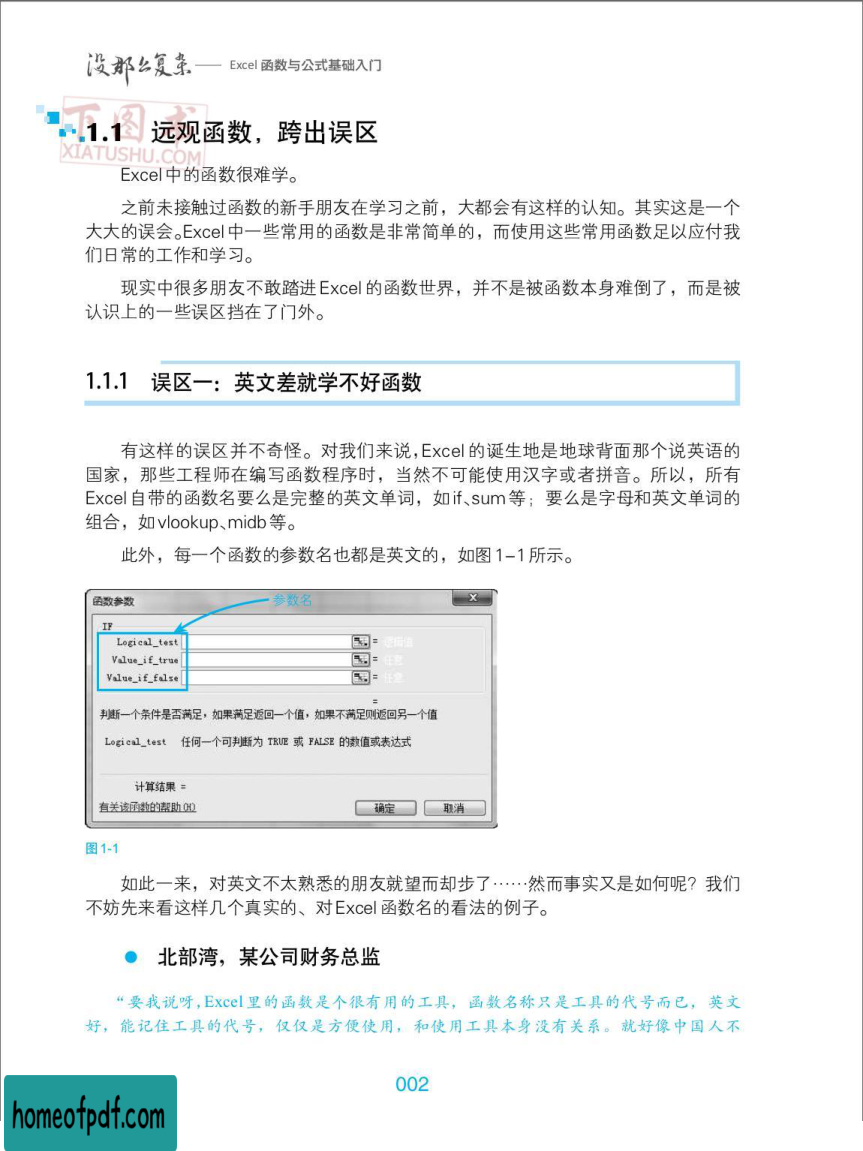 没那么复杂 —— Excel 函数与公式基础入门
下图书
XIATUSHU.COM
1.1 远观函数，跨出误区
Excel中的函数很难学。
之前未接触过函数的新手朋友在学习之前，大都会有这样的认知。其实这是一个
大大的误会。Excel中一些常用的函数是非常简单的，而使用这些常用函数足以应付我
们日常的工作和学习。
现实中很多朋友不敢踏进Excel的函数世界，并不是被函数本身难倒了，而是被
认识上的一些误区挡在了门外。
1.1.1 误区一：英文差就学不好函数
有这样的误区并不奇怪。对我们来说，Excel的诞生地是地球背面那个说英语的
国家，那些工程师在编写函数程序时，当然不可能使用汉字或者拼音。所以，所有
Excel自带的函数名要么是完整的英文单词，如if、sum等；要么是字母和英文单词的
组合，如vlookup、midb等。
此外，每一个函数的参数名也都是英文的，如图1-1所示。
函数参数
参数名
X
IF
Logical_test = 逻辑值
Value_if_true = 任意
Value_if_false = 任意
=
判断一个条件是否满足，如果满足返回一个值，如果不满足则返回另一个值
Logical_test 任何一个可判断为 TRUE 或 FALSE 的数值或表达式
计算结果 =
有关该函数的帮助(H)
确定
取消
图1-1
如此一来，对英文不太熟悉的朋友就望而却步了……然而事实又是如何呢？我们
不妨先来看这样几个真实的、对Excel函数名的看法的例子。
● 北部湾，某公司财务总监
“要我说呀，Excel里的函数是个很有用的工具，函数名称只是工具的代号而已，英文
好，能记住工具的代号，仅仅是方便使用，和使用工具本身没有关系。就好像中国人不
002
homeofpdf.com